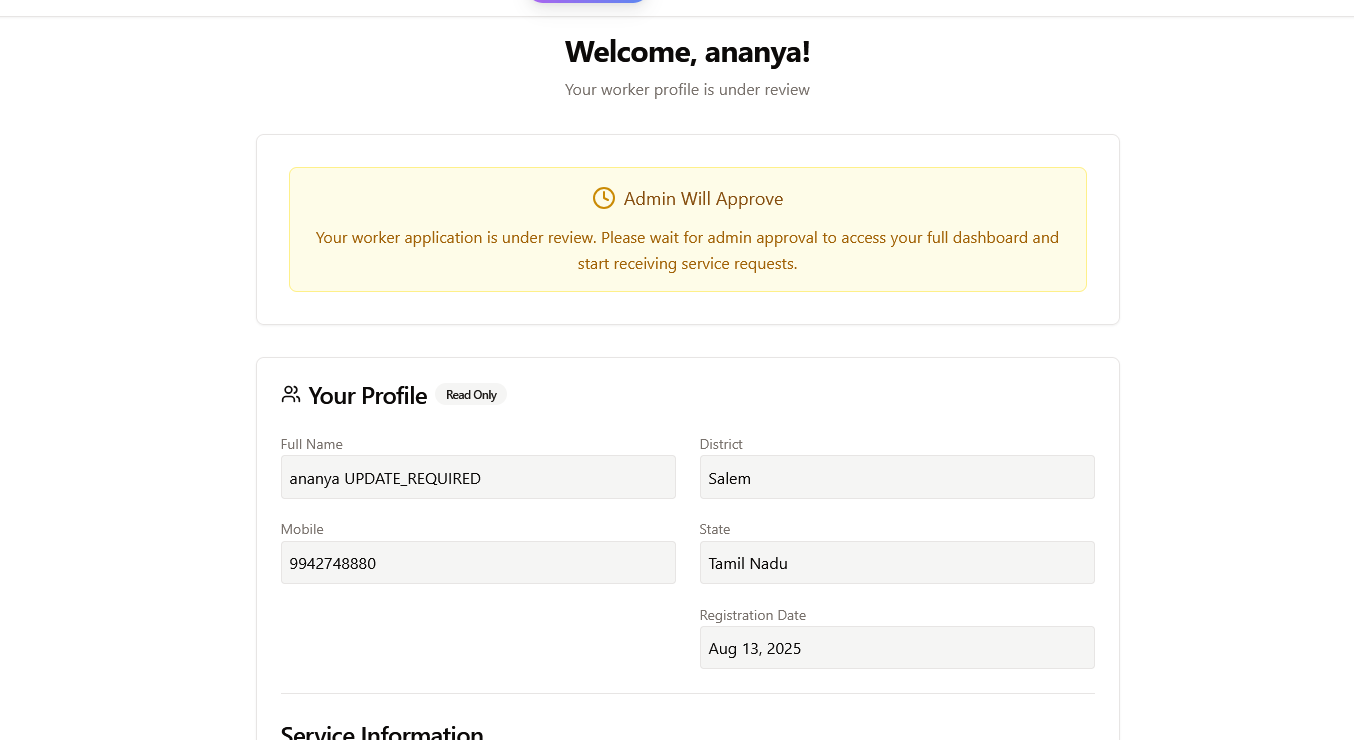 Welcome, ananya!
Your worker profile is under review
Admin Will Approve
Your worker application is under review. Please wait for admin approval to access your full dashboard and
start receiving service requests.
Your Profile Read Only
Full Name
ananya UPDATE_REQUIRED
District
Salem
Mobile
9942748880
State
Tamil Nadu
Registration Date
Aug 13, 2025
Service Information